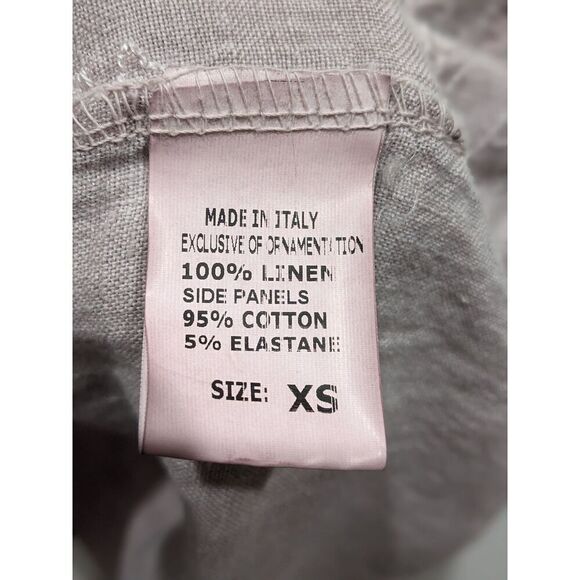 MADE IN ITALY
EXCLUSIVE OF ORNAMENTATION
100% LINEN
SIDE PANELS
95% COTTON
5% ELASTANE
SIZE: XS